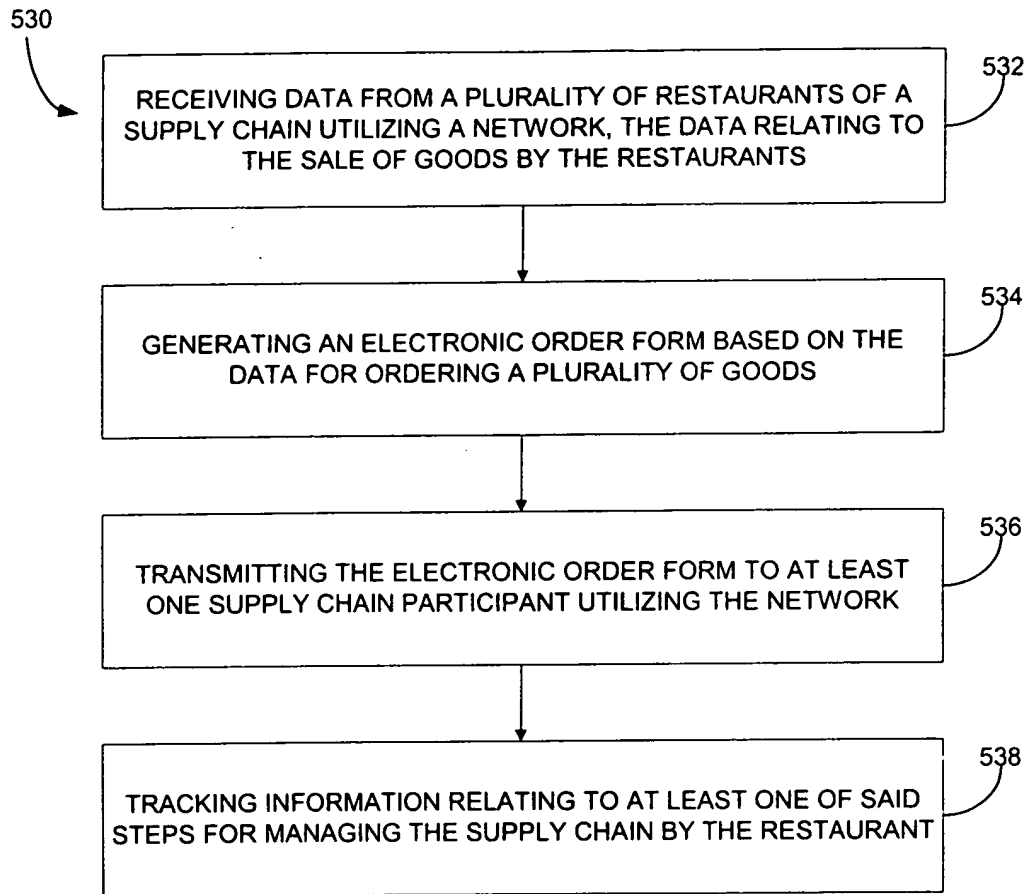 530
532
RECEIVING DATA FROM A PLURALITY OF RESTAURANTS OF A
SUPPLY CHAIN UTILIZING A NETWORK, THE DATA RELATING TO
THE SALE OF GOODS BY THE RESTAURANTS
534
GENERATING AN ELECTRONIC ORDER FORM BASED ON THE
DATA FOR ORDERING A PLURALITY OF GOODS
536
TRANSMITTING THE ELECTRONIC ORDER FORM TO AT LEAST
ONE SUPPLY CHAIN PARTICIPANT UTILIZING THE NETWORK
538
TRACKING INFORMATION RELATING TO AT LEAST ONE OF SAID
STEPS FOR MANAGING THE SUPPLY CHAIN BY THE RESTAURANT